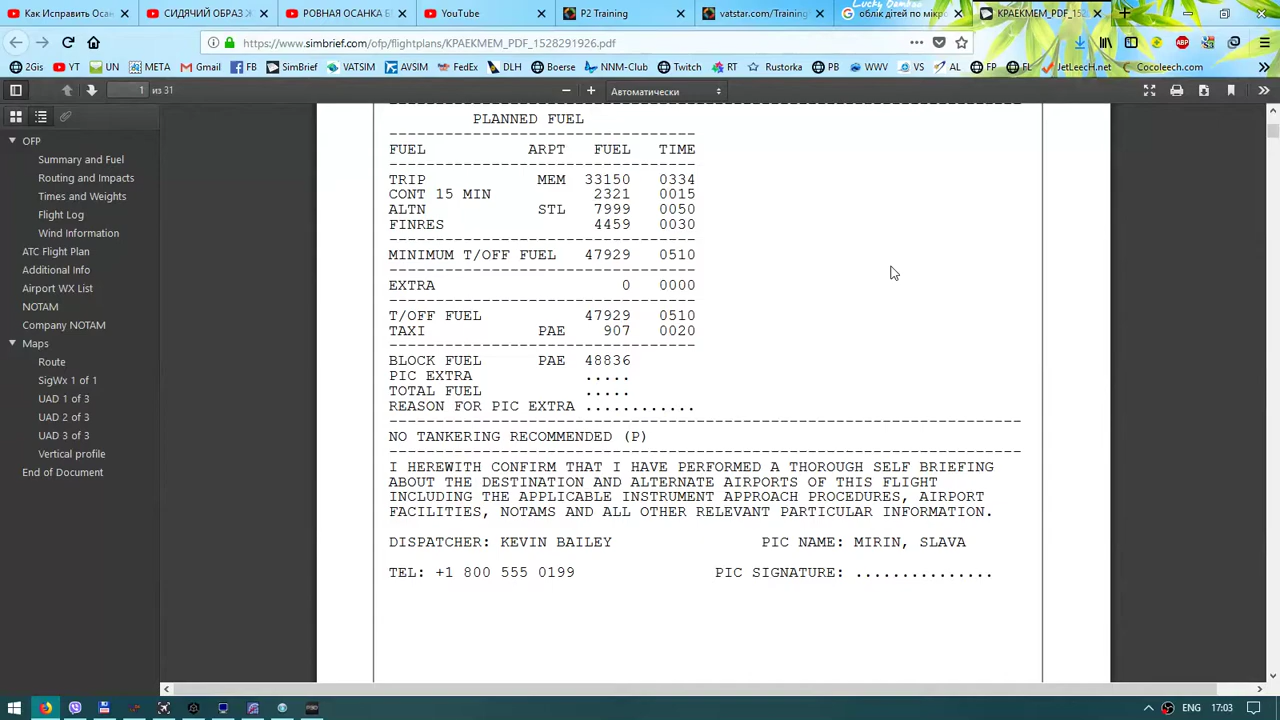 Как Исправить Осан
СИДЯЧИЙ ОБРАЗ Ж
РОВНАЯ ОСАНКА Б
YouTube
P2 Training
vatstar.com/Training
облік дітей по мікро
KPAEKMEM_PDF_152
https://www.simbrief.com/ofp/flightplans/KPAEKMEM_PDF_1528291926.pdf
2Gis YT UN META Gmail FB SimBrief VATSIM AVSIM FedEx DLH Boerse NNM-Club Twitch RT Rustorka PB WWV VS AL FP FL JetLeecH.net Cocoleech.com
1 из 31
Автоматически
OFP
Summary and Fuel
Routing and Impacts
Times and Weights
Flight Log
Wind Information
ATC Flight Plan
Additional Info
Airport WX List
NOTAM
Company NOTAM
Maps
Route
SigWx 1 of 1
UAD 1 of 3
UAD 2 of 3
UAD 3 of 3
Vertical profile
End of Document
PLANNED FUEL
FUEL ARPT FUEL TIME
TRIP MEM 33150 0334
CONT 15 MIN 2321 0015
ALTN STL 7999 0050
FINRES 4459 0030
MINIMUM T/OFF FUEL 47929 0510
EXTRA 0 0000
T/OFF FUEL 47929 0510
TAXI PAE 907 0020
BLOCK FUEL PAE 48836
PIC EXTRA .....
TOTAL FUEL .....
REASON FOR PIC EXTRA ............
NO TANKERING RECOMMENDED (P)
I HEREWITH CONFIRM THAT I HAVE PERFORMED A THOROUGH SELF BRIEFING
ABOUT THE DESTINATION AND ALTERNATE AIRPORTS OF THIS FLIGHT
INCLUDING THE APPLICABLE INSTRUMENT APPROACH PROCEDURES, AIRPORT
FACILITIES, NOTAMS AND ALL OTHER RELEVANT PARTICULAR INFORMATION.
DISPATCHER: KEVIN BAILEY PIC NAME: MIRIN, SLAVA
TEL: +1 800 555 0199 PIC SIGNATURE: ...............
ENG 17:03